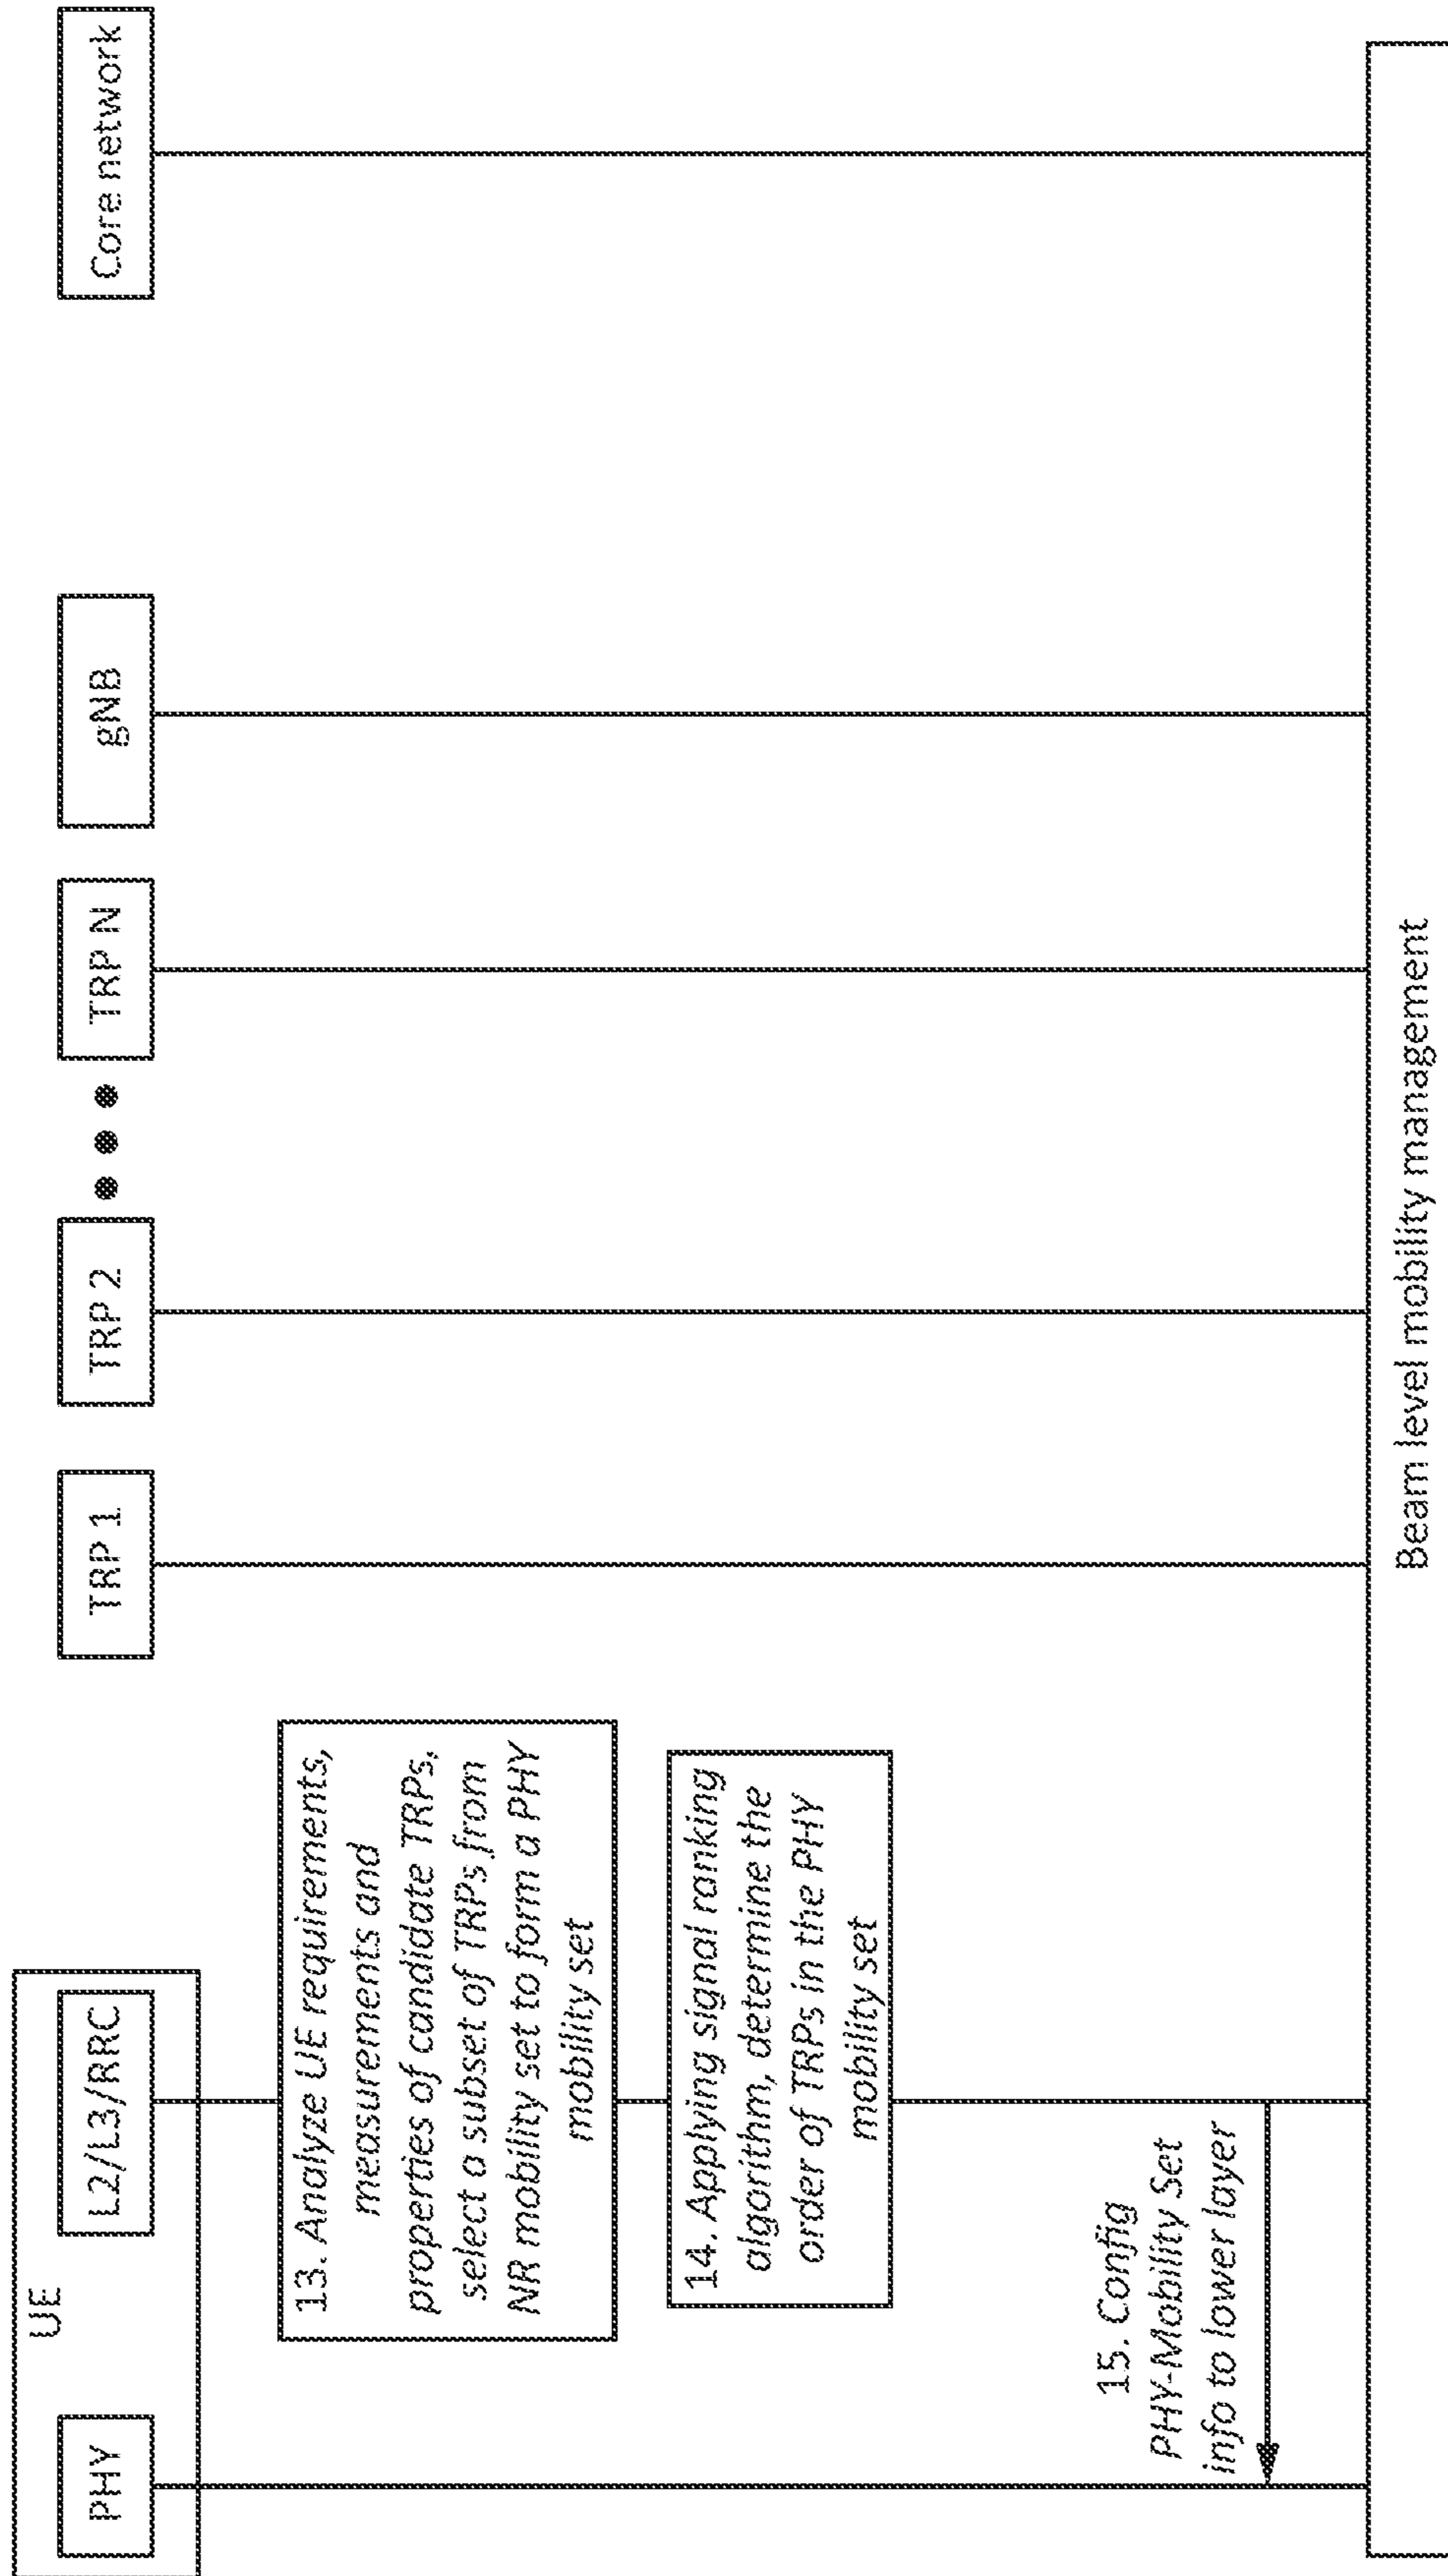 UE
PHY
L2/L3/RRC
TRP 1
TRP 2
TRP N
gNB
Core network
13. Analyze UE requirements,
measurements and
properties of candidate TRPs,
select a subset of TRPs from
NR mobility set to form a PHY
mobility set
14. Applying signal ranking
algorithm, determine the
order of TRPs in the PHY
mobility set
15. Config
PHY-Mobility Set
info to lower layer
Beam level mobility management